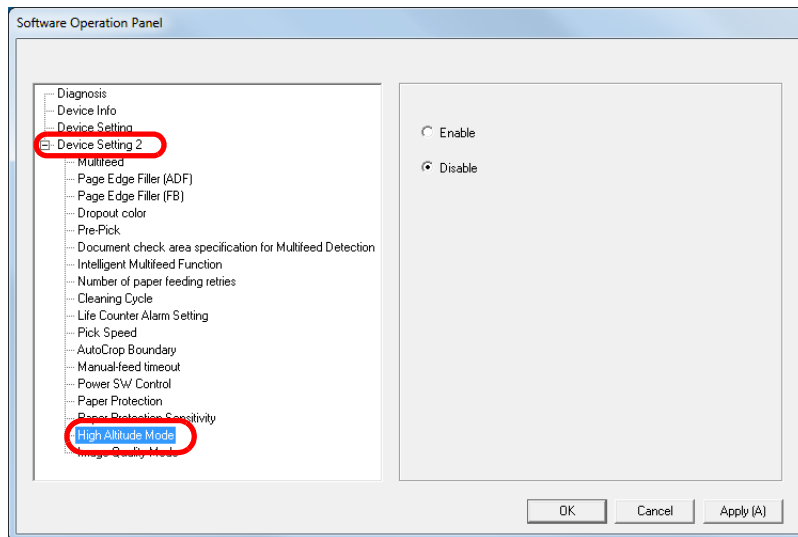 Software Operation Panel
Diagnosis
Device Info
Device Setting
Device Setting 2
Multifeed
Page Edge Filler (ADF)
Page Edge Filler (FB)
Dropout color
Pre-Pick
Document check area specification for Multifeed Detection
Intelligent Multifeed Function
Number of paper feeding retries
Cleaning Cycle
Life Counter Alarm Setting
Pick Speed
AutoCrop Boundary
Manual-feed timeout
Power SW Control
Paper Protection
Paper Protection Sensitivity
High Altitude Mode
Image Quality Mode
Enable
Disable
OK
Cancel
Apply (A)